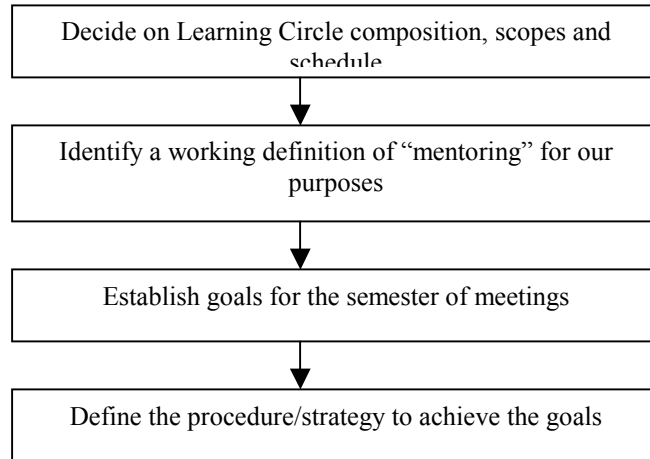 Decide on Learning Circle composition, scopes and
schedule
Identify a working definition of “mentoring” for our
purposes
Establish goals for the semester of meetings
Define the procedure/strategy to achieve the goals